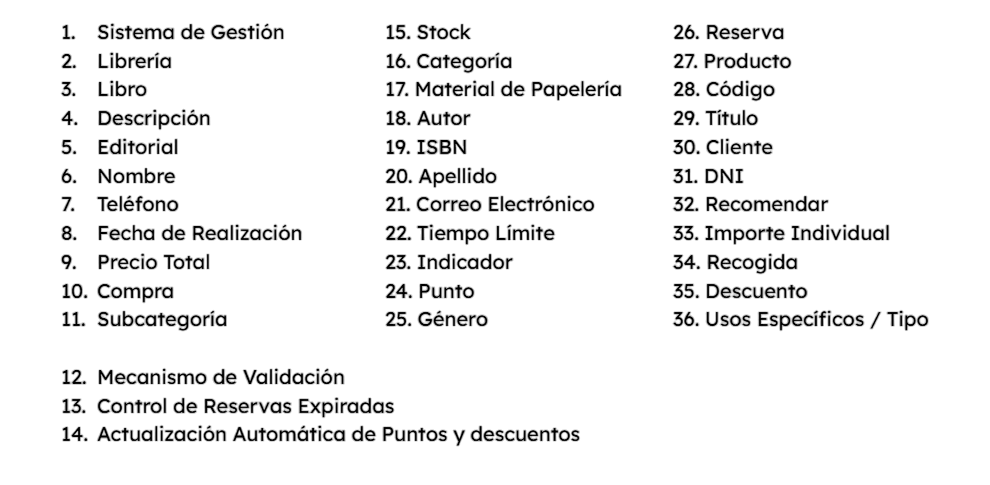 1. Sistema de Gestión
2. Librería
3. Libro
4. Descripción
5. Editorial
6. Nombre
7. Teléfono
8. Fecha de Realización
9. Precio Total
10. Compra
11. Subcategoría
12. Mecanismo de Validación
13. Control de Reservas Expiradas
14. Actualización Automática de Puntos y descuentos
15. Stock
16. Categoría
17. Material de Papelería
18. Autor
19. ISBN
20. Apellido
21. Correo Electrónico
22. Tiempo Límite
23. Indicador
24. Punto
25. Género
26. Reserva
27. Producto
28. Código
29. Título
30. Cliente
31. DNI
32. Recomendar
33. Importe Individual
34. Recogida
35. Descuento
36. Usos Específicos / Tipo